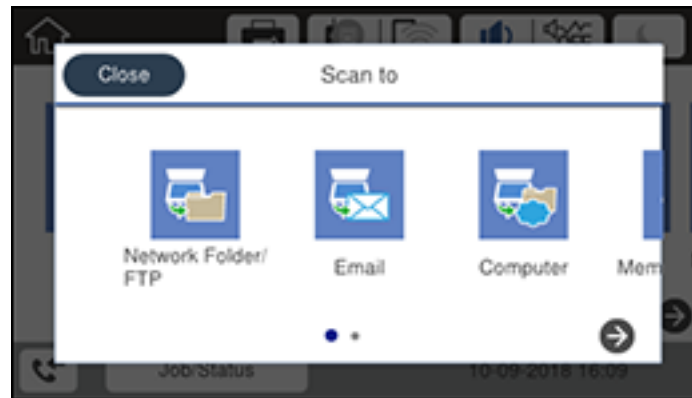 Close
Scan to
Network Folder/
FTP
Email
Computer
Mem
Job/Status
10-09-2018 16:09